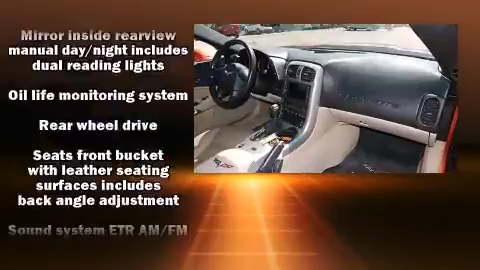 Mirror inside rearview
manual day/night includes
dual reading lights
Oil life monitoring system
Rear wheel drive
Seats front bucket
with leather seating
surfaces includes
back angle adjustment
Sound system ETR AM/FM